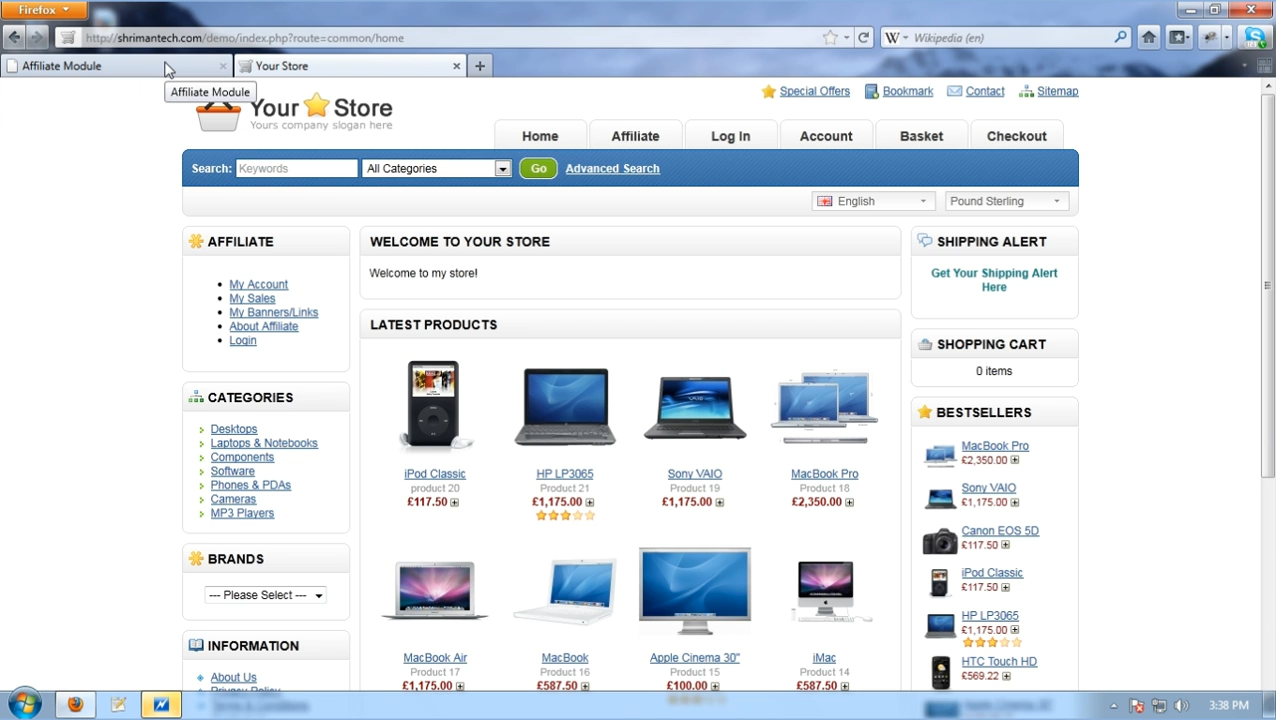 Firefox
http://shrimantech.com/demo/index.php?route=common/home
Wikipedia (en)
Affiliate Module
Your Store
Affiliate Module
Your Store
Yours company slogan here
Special Offers
Bookmark
Contact
Sitemap
Home
Affiliate
Log In
Account
Basket
Checkout
Search:
Keywords
All Categories
Go
Advanced Search
English
Pound Sterling
AFFILIATE
My Account
My Sales
My Banners/Links
About Affiliate
Login
CATEGORIES
Desktops
Laptops & Notebooks
Components
Software
Phones & PDAs
Cameras
MP3 Players
BRANDS
--- Please Select ---
INFORMATION
About Us
Privacy Policy
Terms & Conditions
WELCOME TO YOUR STORE
Welcome to my store!
LATEST PRODUCTS
iPod Classic
product 20
£117.50
HP LP3065
Product 21
£1,175.00
Sony VAIO
Product 19
£1,175.00
MacBook Pro
Product 18
£2,350.00
MacBook Air
Product 17
£1,175.00
MacBook
Product 16
£587.50
Apple Cinema 30"
Product 15
£100.00
iMac
Product 14
£587.50
SHIPPING ALERT
Get Your Shipping Alert
Here
SHOPPING CART
0 items
BESTSELLERS
MacBook Pro
£2,350.00
Sony VAIO
£1,175.00
Canon EOS 5D
£117.50
iPod Classic
£117.50
HP LP3065
£1,175.00
HTC Touch HD
£569.22
Apple Cinema 30"
3:38 PM